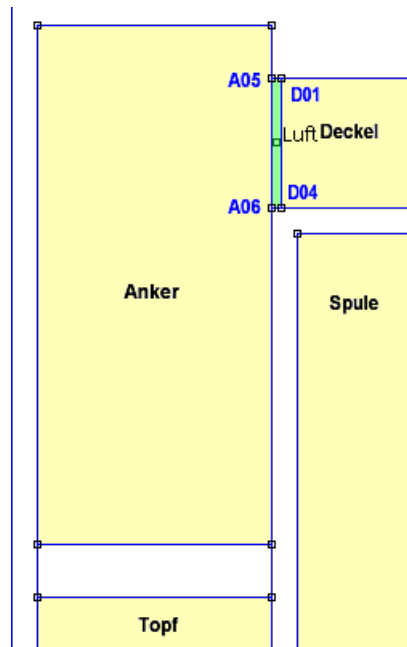 A05
D01
Luft Deckel
D04
A06
Anker
Spule
Topf